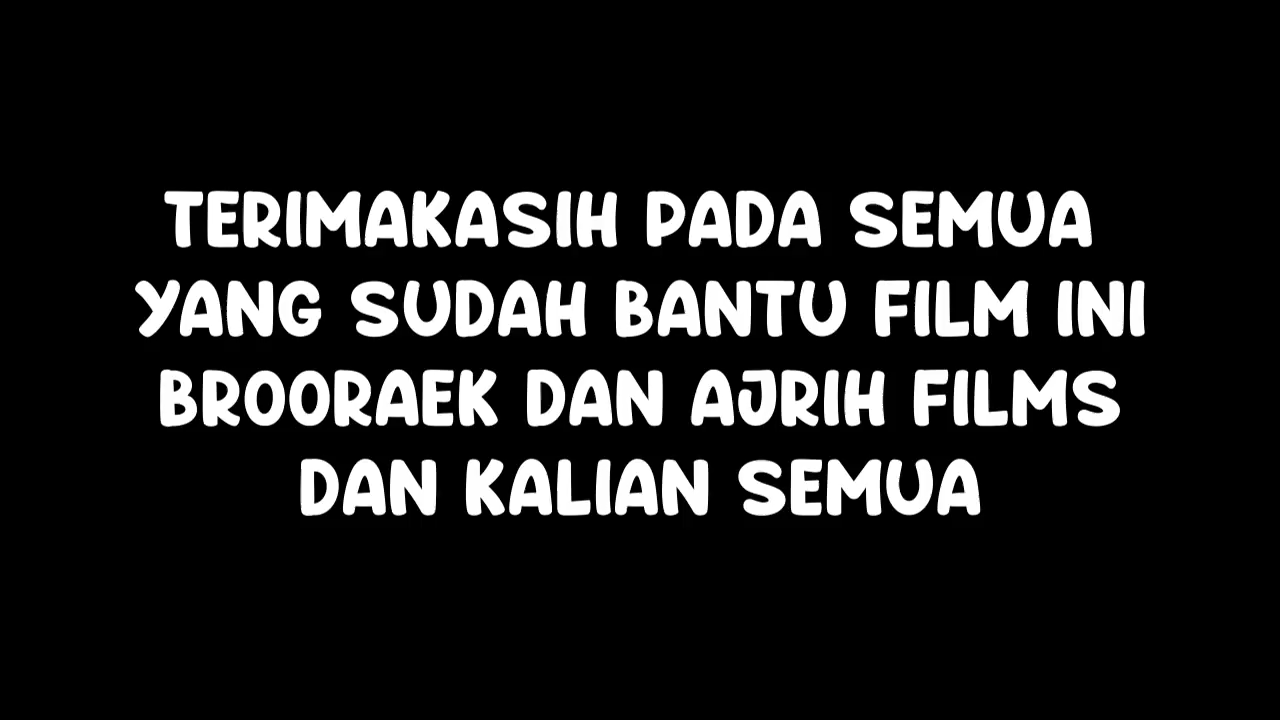 TERIMAKASIH PADA SEMUA
YANG SUDAH BANTU FILM INI
BROORAEK DAN AJRIH FILMS
DAN KALIAN SEMUA